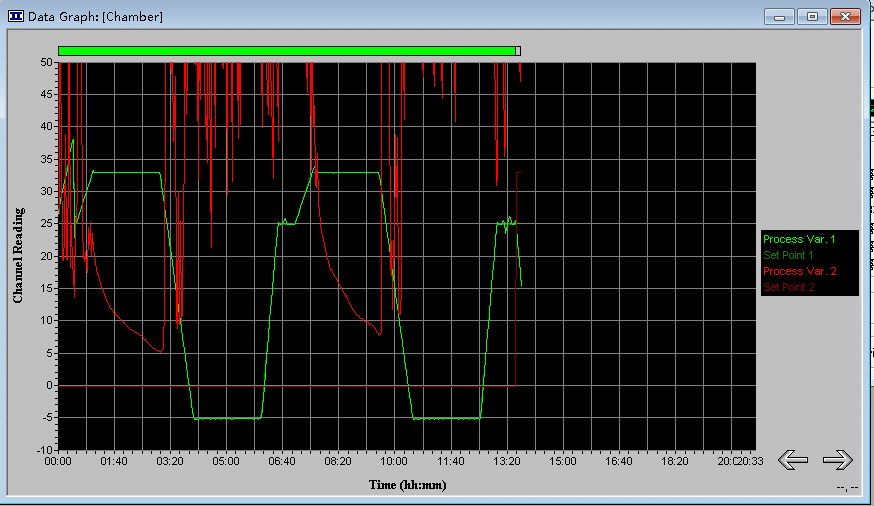 Data Graph: [Chamber]
50
45
40
35
30
25
20
15
10
5
0
-5
-10
Channel Reading
00:00 01:40 03:20 05:00 06:40 08:20 10:00 11:40 13:20 15:00 16:40 18:20 20:0 20:33
Time (hh:mm)
Process Var. 1
Set Point 1
Process Var. 2
Set Point 2
--, --